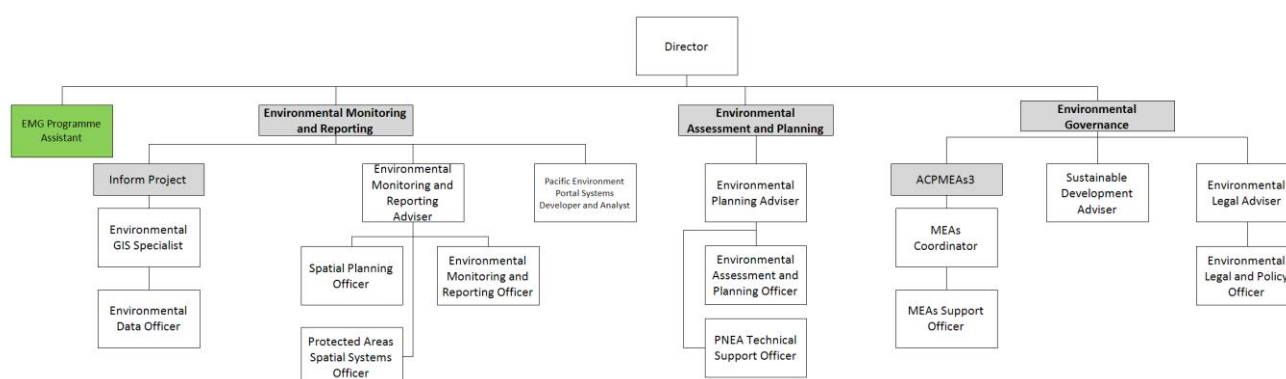 Director
EMG Programme
Assistant
Environmental Monitoring
and Reporting
Environmental
Assessment and Planning
Environmental
Governance
Inform Project
Environmental
Monitoring and
Reporting
Adviser
Pacific Environment
Portal Systems
Developer and Analyst
Environmental
Planning Adviser
ACPMEAs3
Sustainable
Development
Adviser
Environmental
Legal Adviser
Environmental
GIS Specialist
Spatial Planning
Officer
Environmental
Monitoring and
Reporting Officer
Environmental
Assessment and
Planning Officer
MEAs
Coordinator
Environmental
Legal and Policy
Officer
Environmental
Data Officer
Protected Areas
Spatial Systems
Officer
PNEA Technical
Support Officer
MEAs Support
Officer